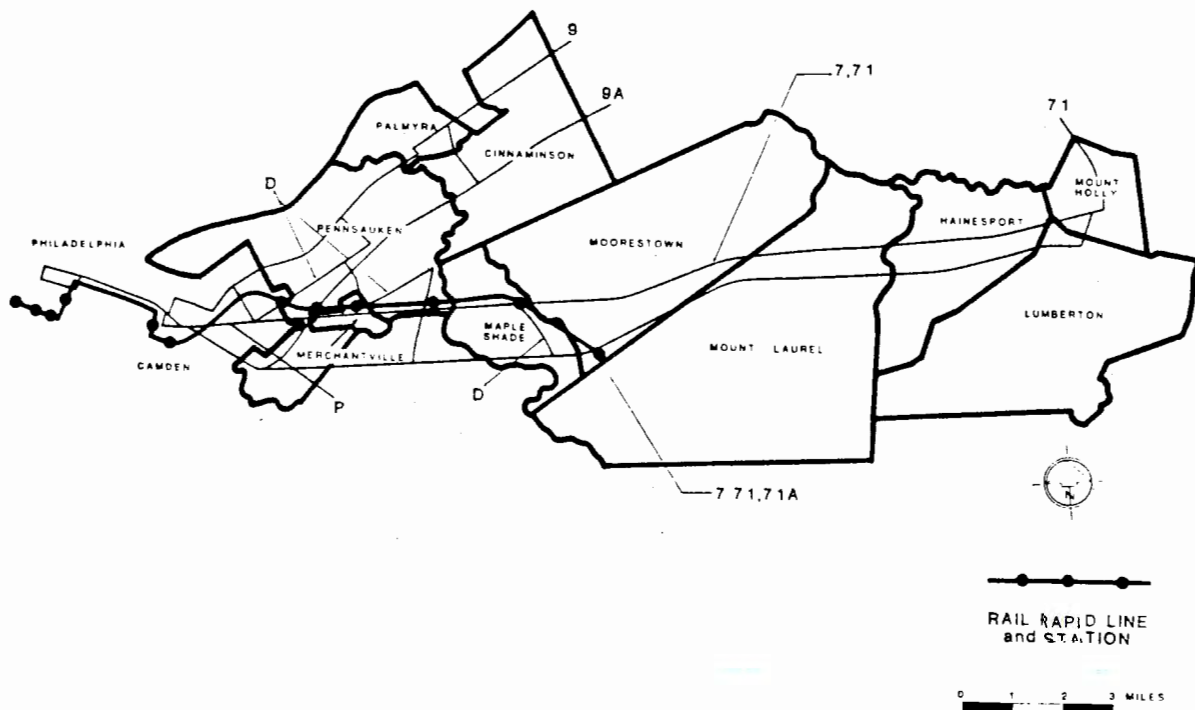 9
7,71
9A
71
PALMYRA
CINNAMINSON
MOUNT
HOLLY
D
PENNSAUKEN
HAINESPORT
PHILADELPHIA
MOORESTOWN
LUMBERTON
MAPLE
SHADE
MOUNT LAUREL
MERCHANTVILLE
CAMDEN
P
D
7 71,71A
N
RAIL RAPID LINE
and STATION
0 1 2 3 MILES